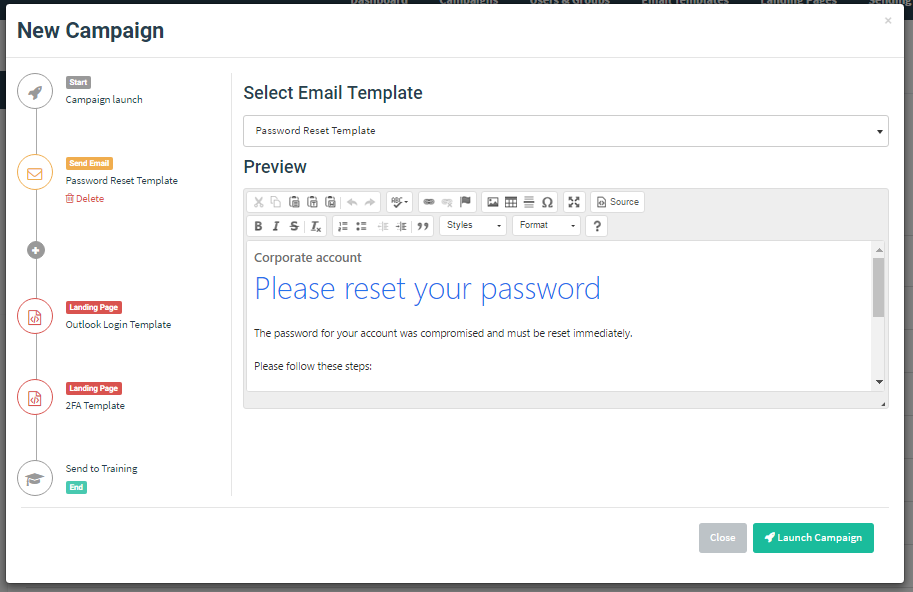 Dashboard Campaigns Users & Groups Email Templates Landing Pages Sending
New Campaign
×
Start
Campaign launch
Send Email
Password Reset Template
Delete
Landing Page
Outlook Login Template
Landing Page
2FA Template
Send to Training
End
Select Email Template
Password Reset Template
Preview
ABC
Source
B I S Tx
Styles
Format
?
Corporate account
Please reset your password
The password for your account was compromised and must be reset immediately.
Please follow these steps:
Close
Launch Campaign